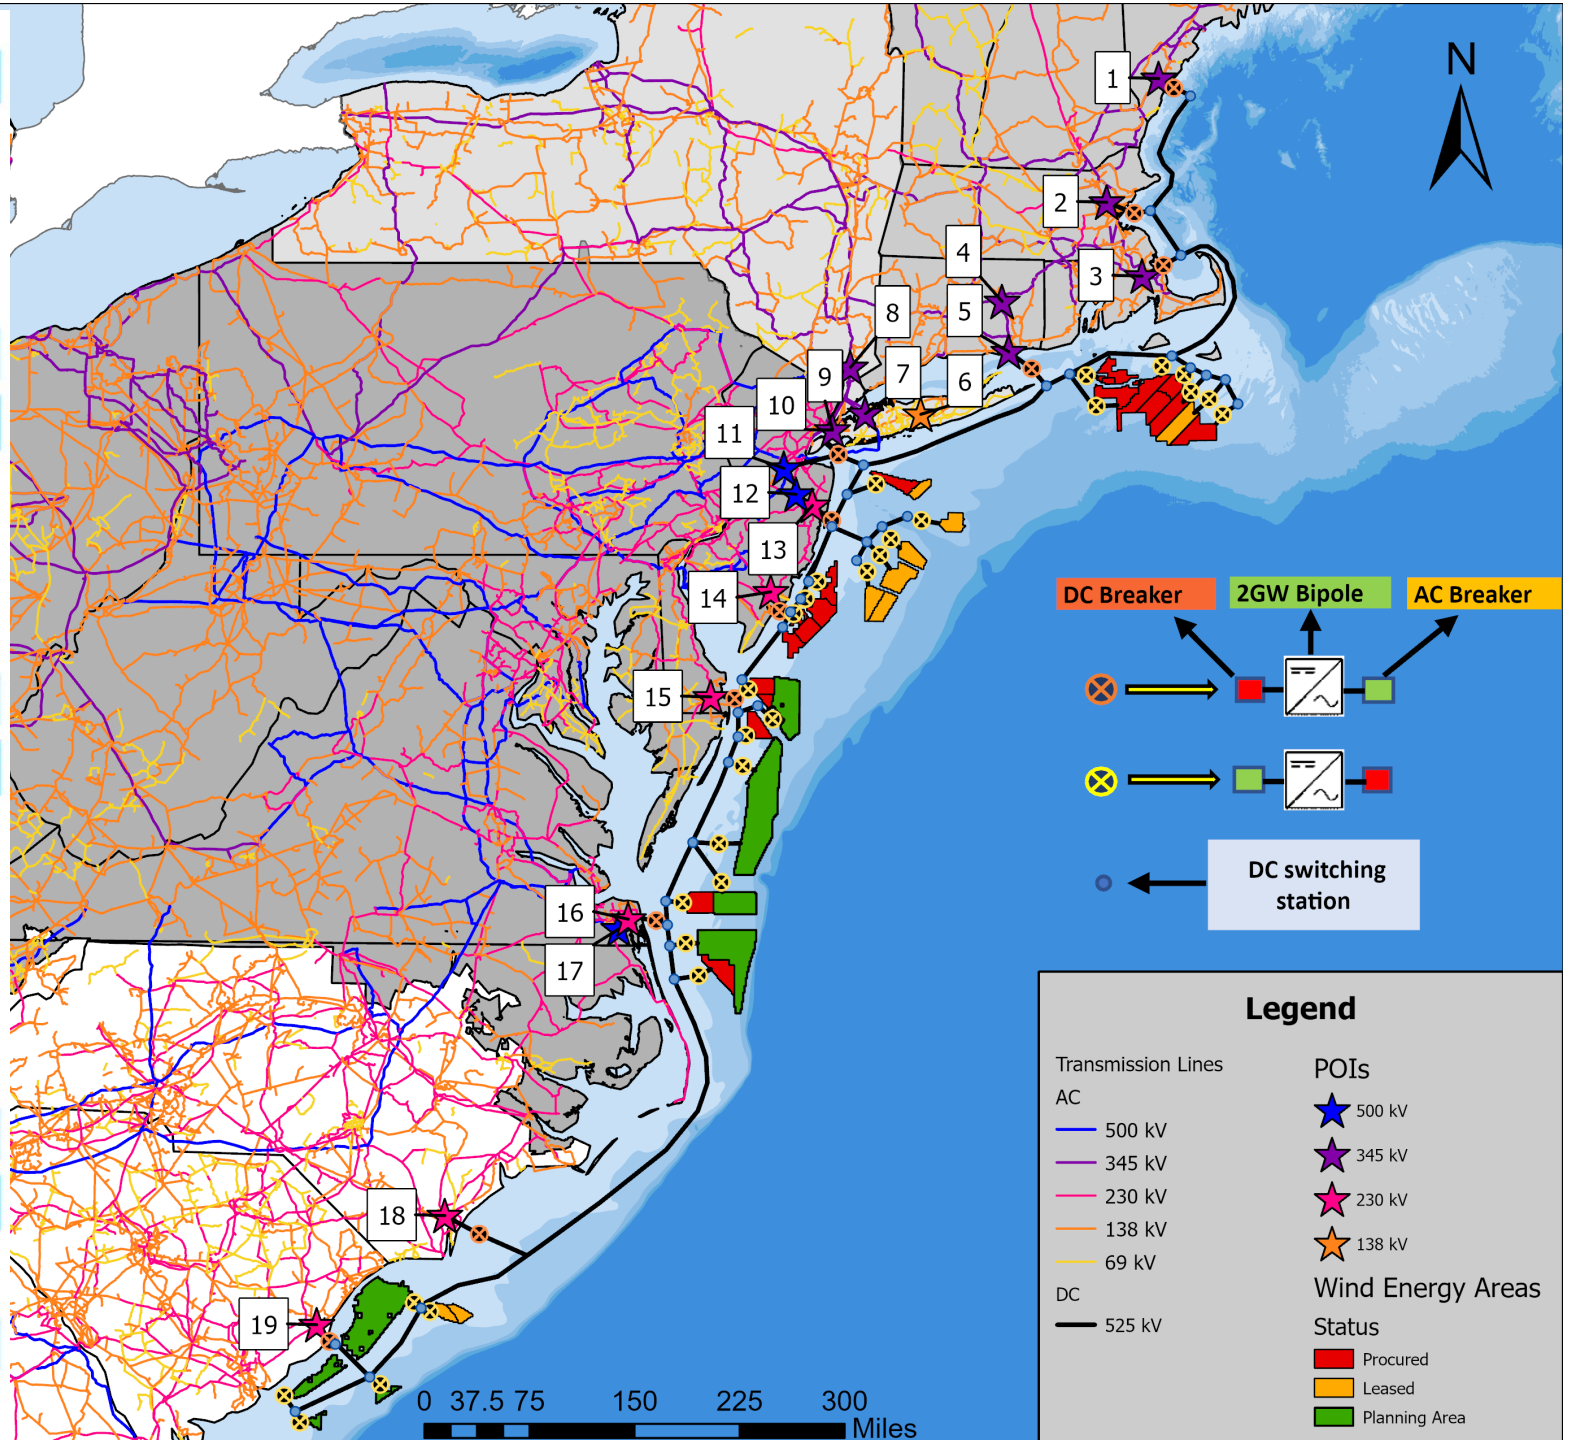 N
1
2
4
3
8
5
9
7
6
10
11
12
13
14
15
16
17
18
19
DC Breaker
2GW Bipole
AC Breaker
DC switching
station
Legend
Transmission Lines
AC
500 kV
345 kV
230 kV
138 kV
69 kV
DC
525 kV
POIs
500 kV
345 kV
230 kV
138 kV
Wind Energy Areas
Status
Procured
Leased
Planning Area
0 37.5 75 150 225 300
Miles